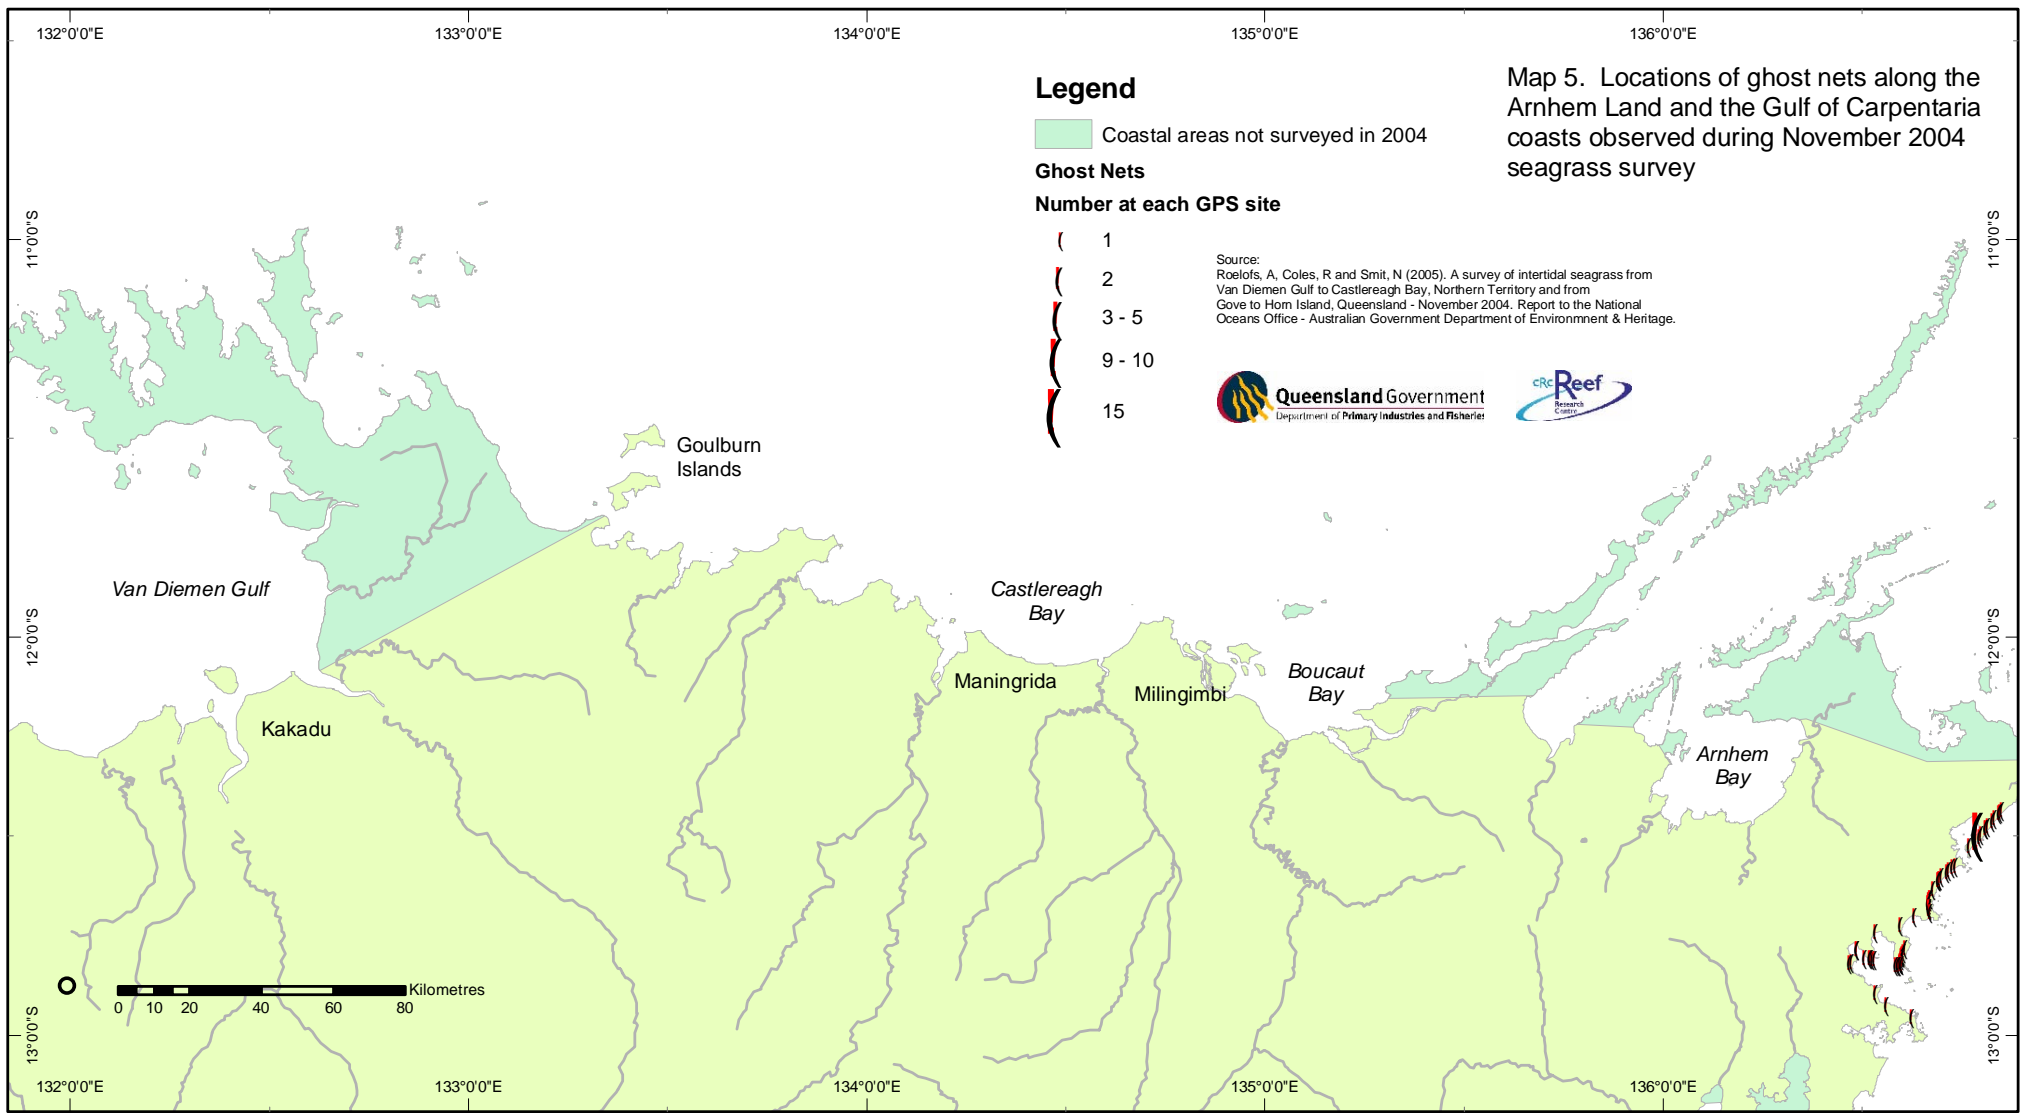 132°0'0"E
133°0'0"E
134°0'0"E
135°0'0"E
136°0'0"E
Map 5.  Locations of ghost nets along the
Arnhem Land and the Gulf of Carpentaria
coasts observed during November 2004
seagrass survey
Legend
Coastal areas not surveyed in 2004
Ghost Nets
Number at each GPS site
1
2
3 - 5
9 - 10
15
Source:
Roelofs, A, Coles, R and Smit, N (2005). A survey of intertidal seagrass from
Van Diemen Gulf to Castlereagh Bay, Northern Territory and from
Gove to Horn Island, Queensland - November 2004. Report to the National
Oceans Office - Australian Government Department of Environmnent & Heritage.
Queensland Government
Department of Primary Industries and Fisheries
CRC Reef
Research
Centre
11°0'0"S
11°0'0"S
Goulburn
Islands
Van Diemen Gulf
Castlereagh
Bay
12°0'0"S
12°0'0"S
Boucaut
Bay
Maningrida
Milingimbi
Kakadu
Arnhem
Bay
Kilometres
0
10
20
40
60
80
13°0'0"S
13°0'0"S
132°0'0"E
133°0'0"E
134°0'0"E
135°0'0"E
136°0'0"E